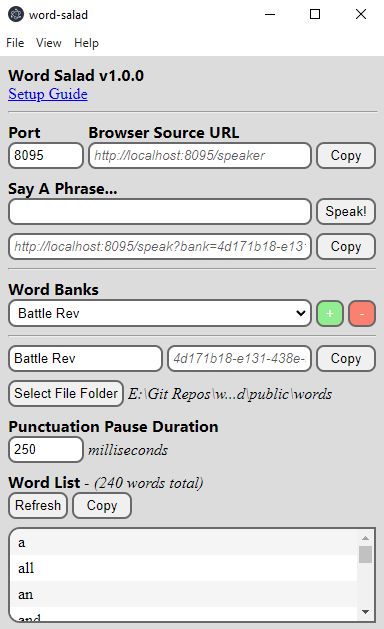 word-salad
File View Help
Word Salad v1.0.0
Setup Guide
Port Browser Source URL
8095 http://localhost:8095/speaker Copy
Say A Phrase...
Speak!
http://localhost:8095/speak?bank=4d171b18-e131 Copy
Word Banks
Battle Rev + -
Battle Rev 4d171b18-e131-438e- Copy
Select File Folder E:\Git Repos\w...d\public\words
Punctuation Pause Duration
250 milliseconds
Word List - (240 words total)
Refresh Copy
a
all
an
and